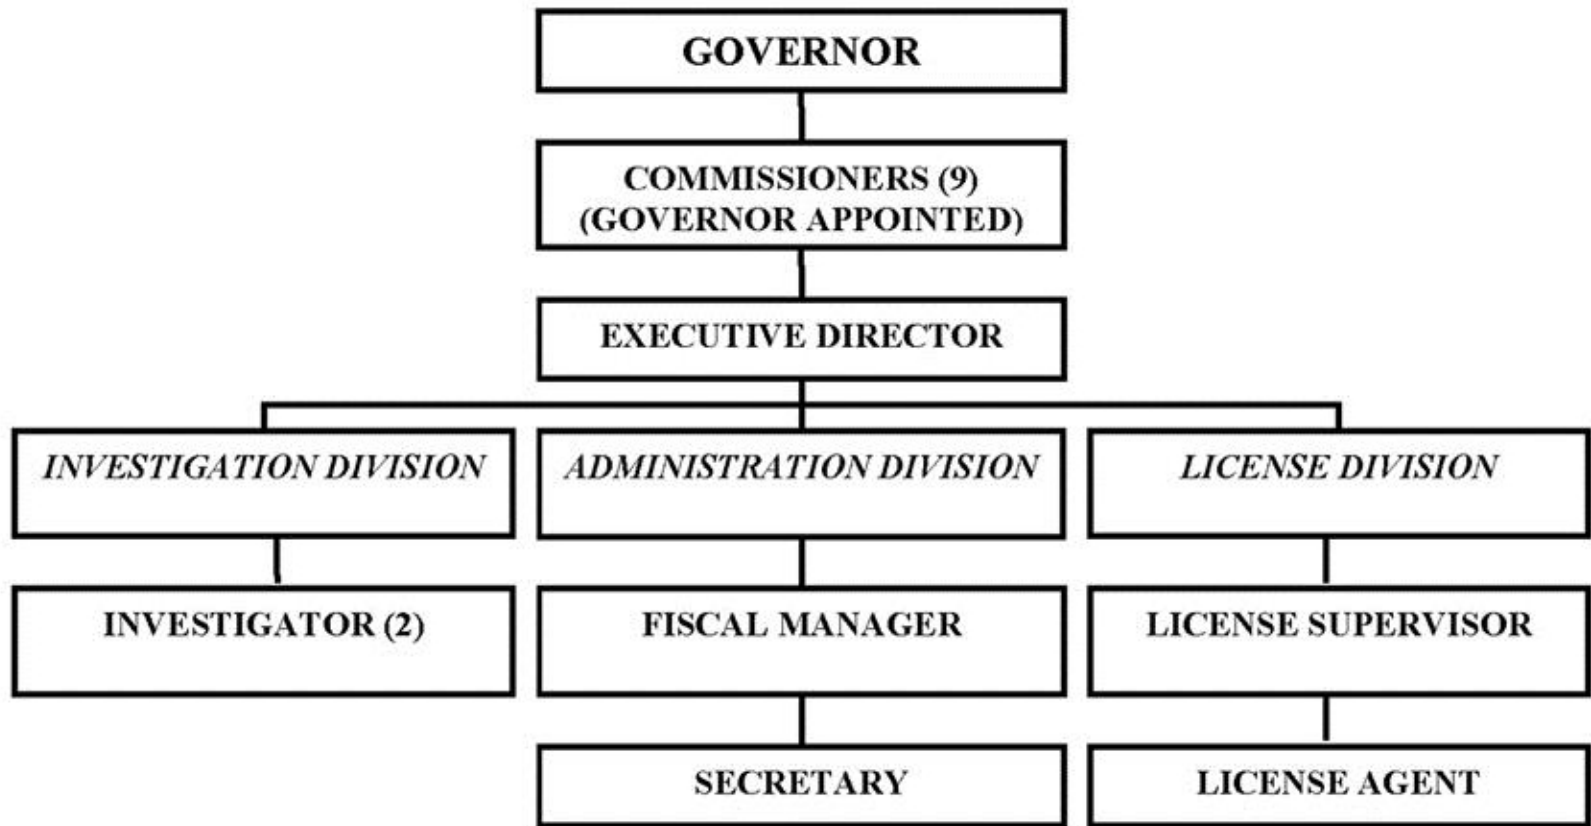 GOVERNOR
COMMISSIONERS (9)
(GOVERNOR APPOINTED)
EXECUTIVE DIRECTOR
INVESTIGATION DIVISION
ADMINISTRATION DIVISION
LICENSE DIVISION
INVESTIGATOR (2)
FISCAL MANAGER
LICENSE SUPERVISOR
SECRETARY
LICENSE AGENT